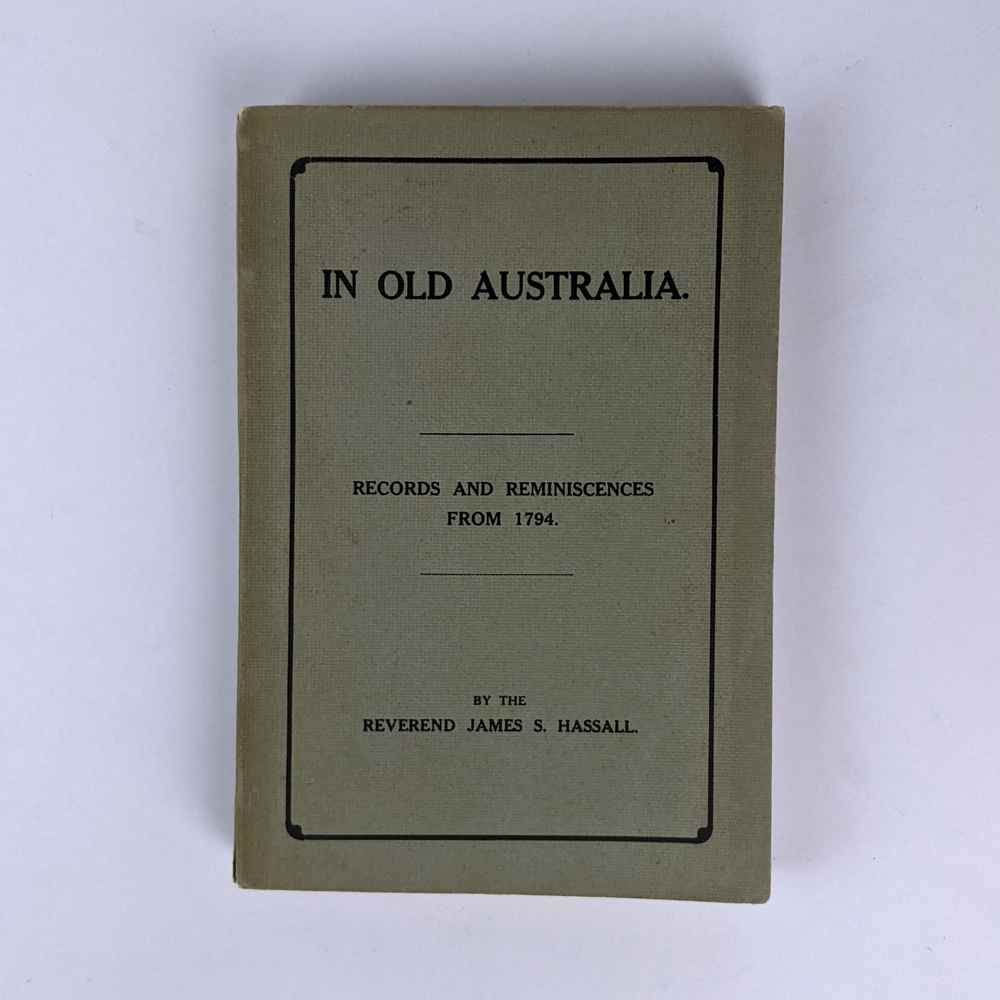 IN OLD AUSTRALIA.
RECORDS AND REMINISCENCES
FROM 1794.
BY THE
REVEREND JAMES S. HASSALL.